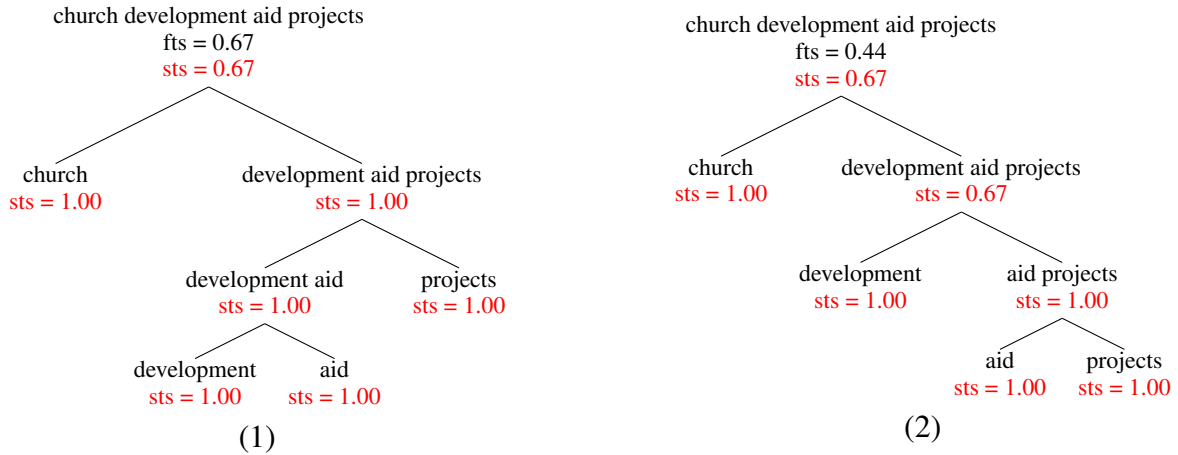 church development aid projects
fts = 0.67
sts = 0.67
church
sts = 1.00
development aid projects
sts = 1.00
development aid
sts = 1.00
projects
sts = 1.00
development
sts = 1.00
aid
sts = 1.00
(1)
church development aid projects
fts = 0.44
sts = 0.67
church
sts = 1.00
development aid projects
sts = 0.67
development
sts = 1.00
aid projects
sts = 1.00
aid
sts = 1.00
projects
sts = 1.00
(2)